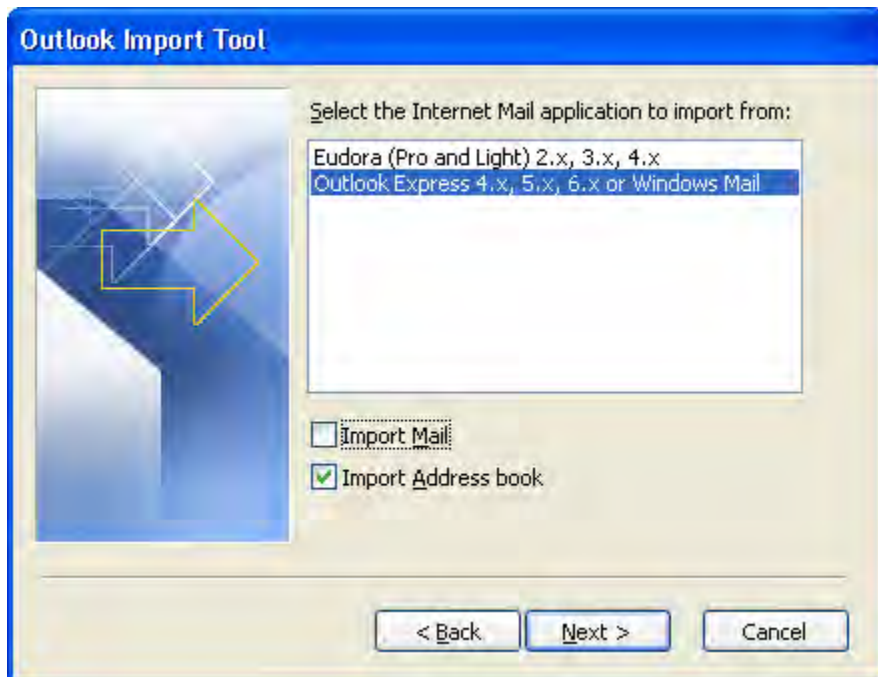 Outlook Import Tool
Select the Internet Mail application to import from:
Eudora (Pro and Light) 2.x, 3.x, 4.x
Outlook Express 4.x, 5.x, 6.x or Windows Mail
Import Mail
Import Address book
< Back
Next >
Cancel